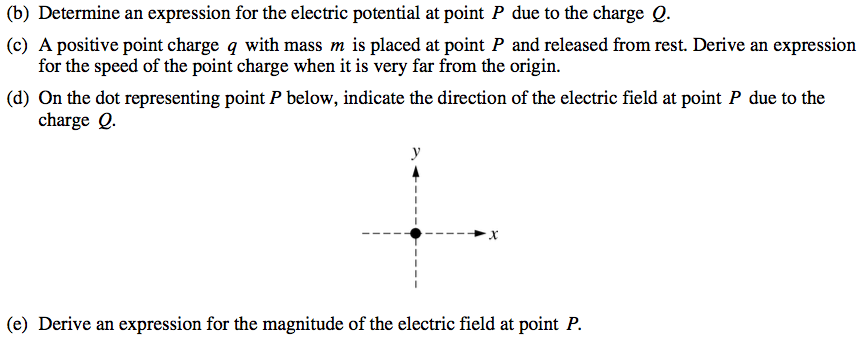 (b) Determine an expression for the electric potential at point P due to the charge Q.
(c) A positive point charge q with mass m is placed at point P and released from rest. Derive an expression
for the speed of the point charge when it is very far from the origin.
(d) On the dot representing point P below, indicate the direction of the electric field at point P due to the
charge Q.
y
x
(e) Derive an expression for the magnitude of the electric field at point P.